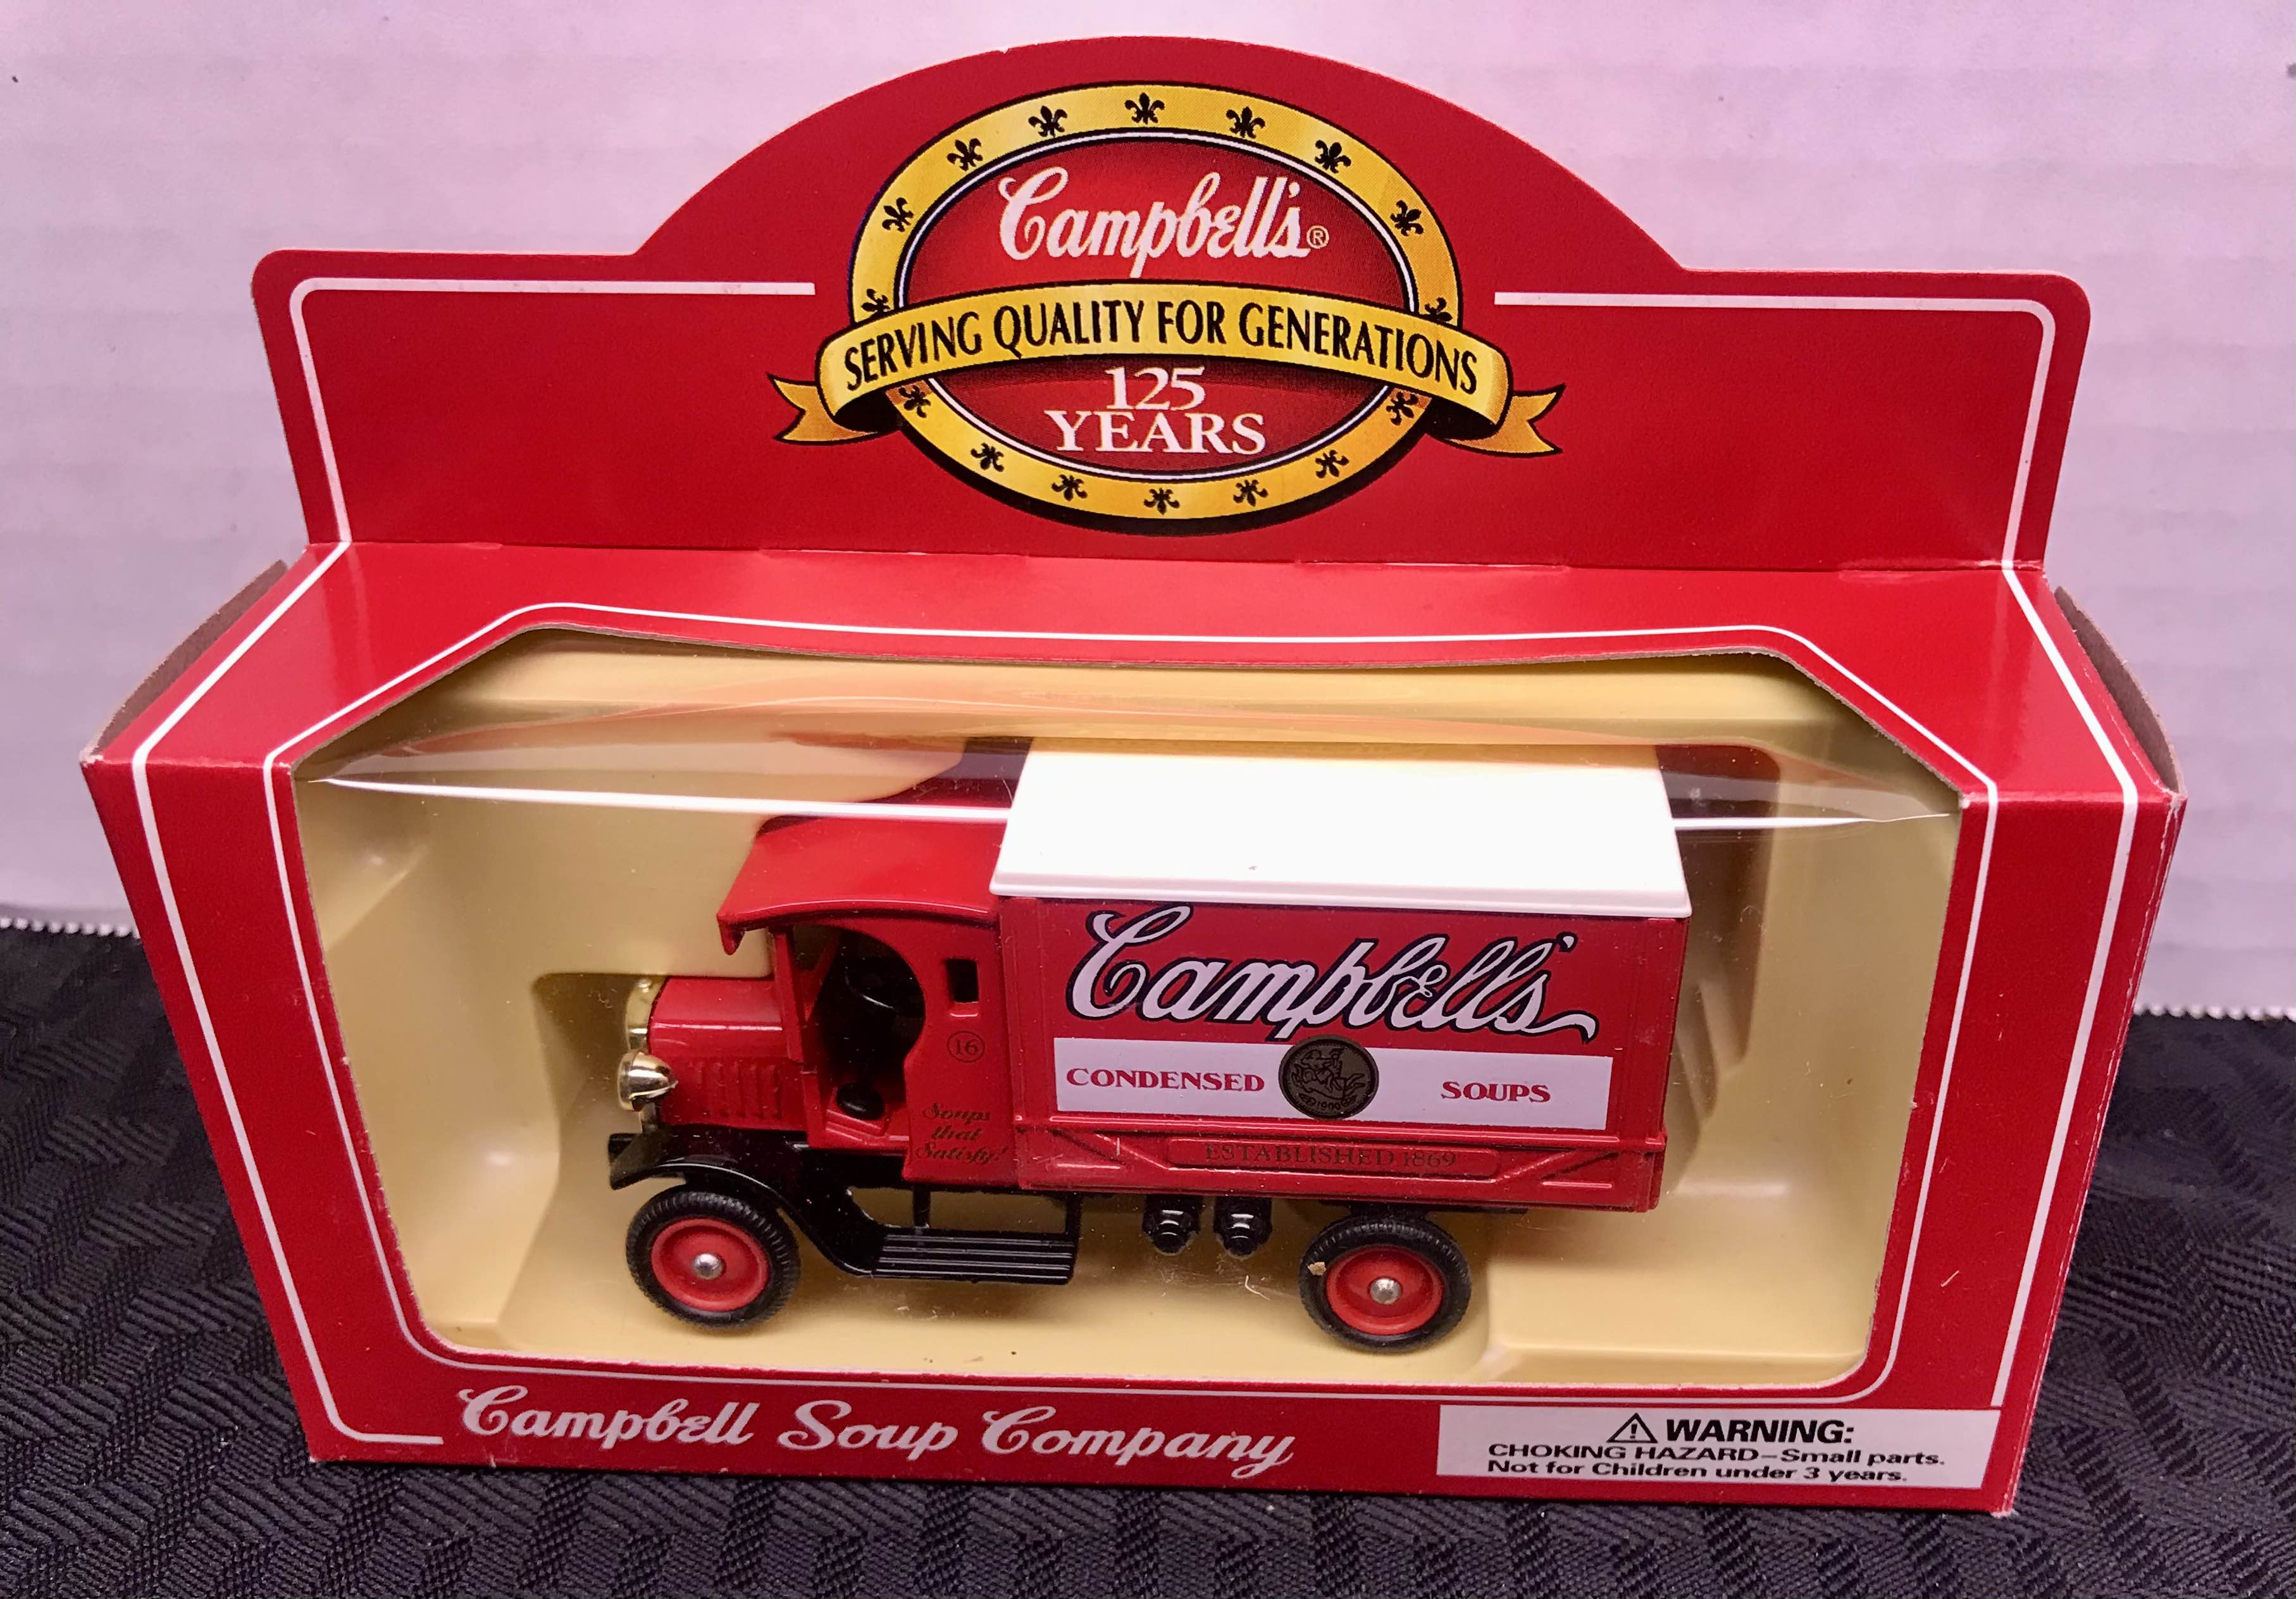 Campbell's®
SERVING QUALITY FOR GENERATIONS
125
YEARS
Campbell's
CONDENSED SOUPS
1900
16
Soups
that
Satisfy!
ESTABLISHED 1869
Campbell Soup Company
⚠ WARNING:
CHOKING HAZARD–Small parts.
Not for Children under 3 years.